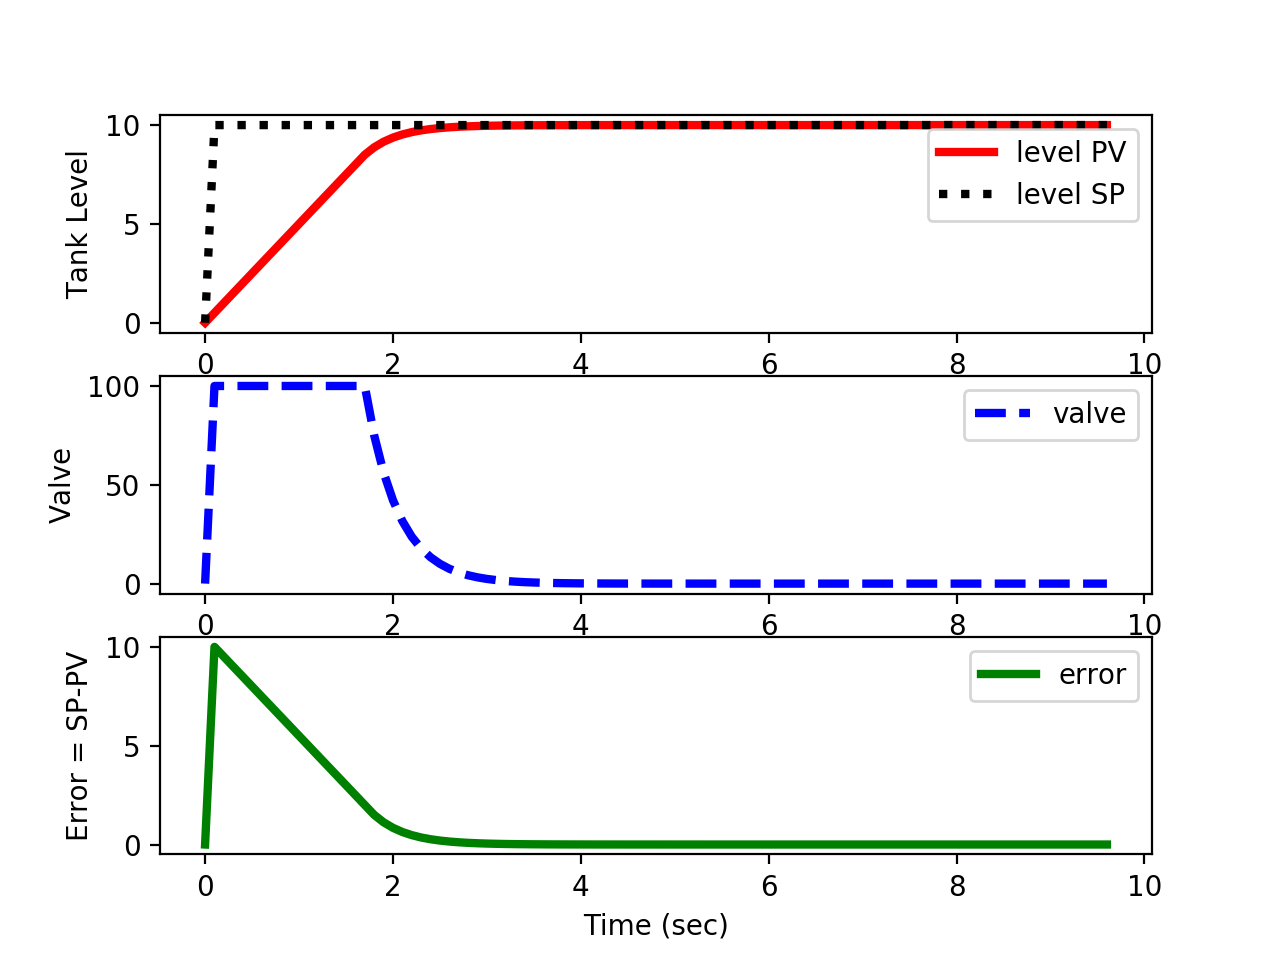 10
5
0
Tank Level
level PV
level SP
0 2 4 6 8 10
100
50
0
Valve
valve
0 2 4 6 8 10
10
5
0
Error = SP-PV
error
0 2 4 6 8 10
Time (sec)